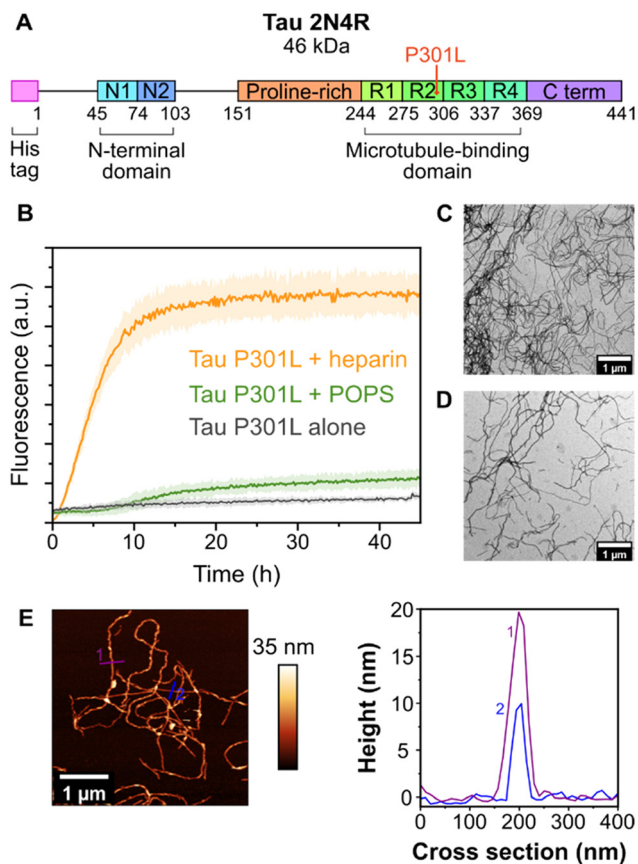 A
Tau 2N4R
46 kDa
P301L
N1 N2 Proline-rich R1 R2 R3 R4 C term
1 45 74 103 151 244 275 306 337 369 441
His
tag
N-terminal
domain
Microtubule-binding
domain
B
Fluorescence (a.u.)
Tau P301L + heparin
Tau P301L + POPS
Tau P301L alone
0 10 20 30 40
Time (h)
C
1 µm
D
1 µm
E
1
2
1 µm
35 nm
Height (nm)
20
15
10
5
0
1
2
0 100 200 300 400
Cross section (nm)